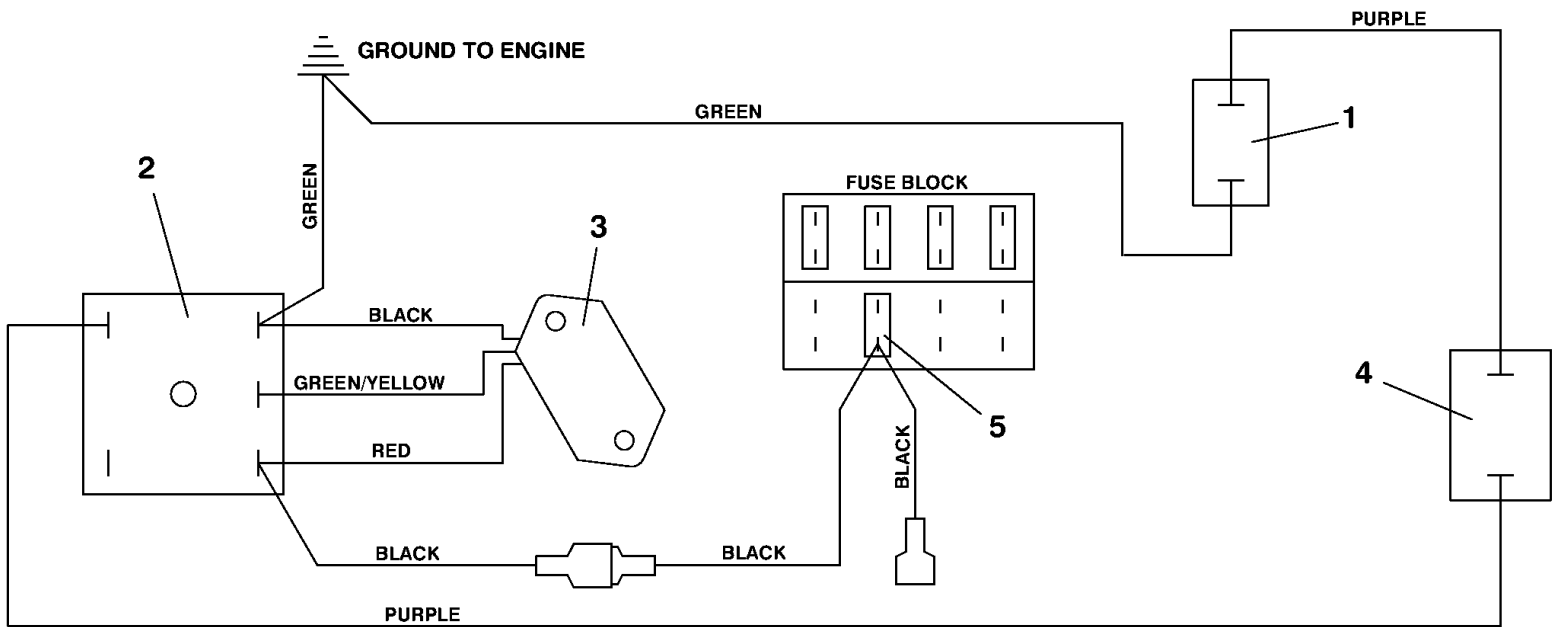 PURPLE
GROUND TO ENGINE
GREEN
1
2
GREEN
FUSE BLOCK
3
BLACK
GREEN/YELLOW
4
5
RED
BLACK
BLACK
BLACK
PURPLE